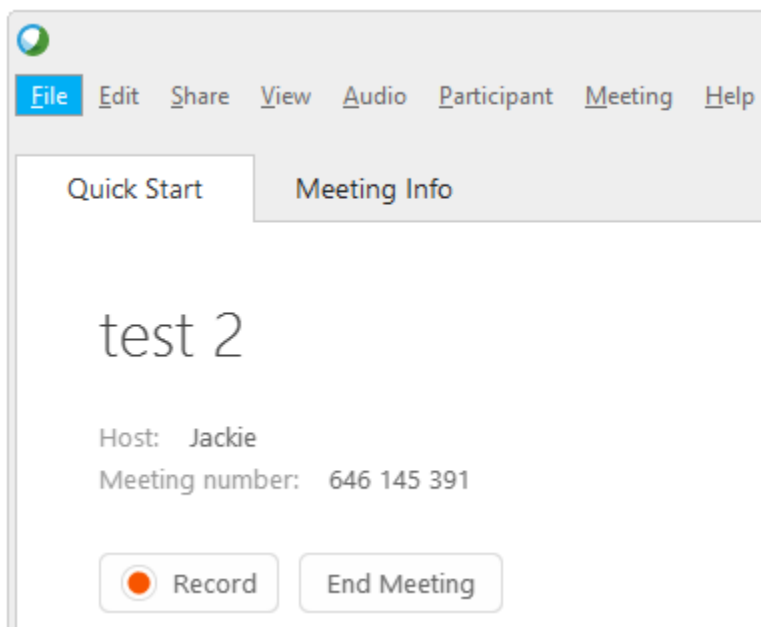 File Edit Share View Audio Participant Meeting Help
Quick Start Meeting Info
test 2
Host: Jackie
Meeting number: 646 145 391
Record End Meeting